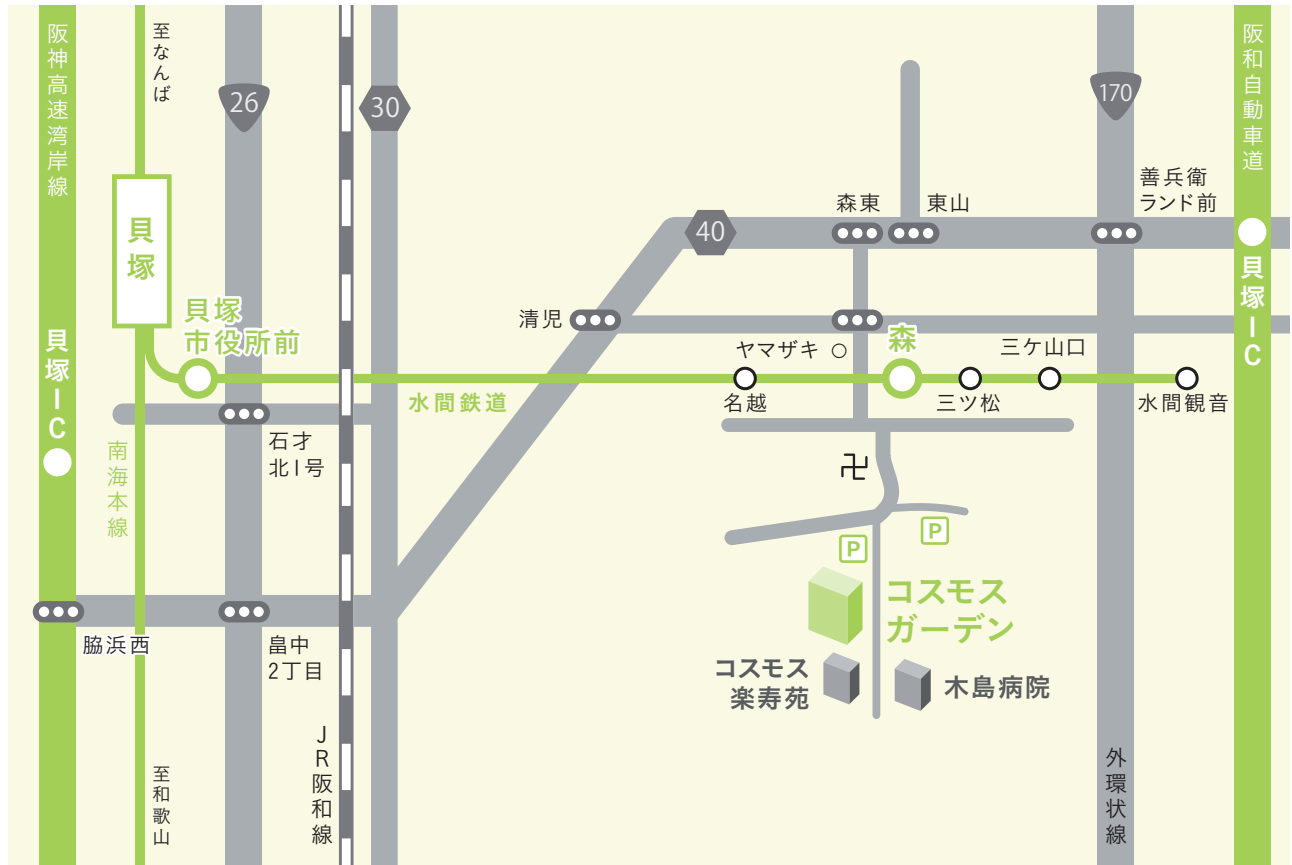 阪神高速湾岸線
至なんば
26
30
170
阪和自動車道
貝塚
善兵衛
ランド前
森東
東山
40
貝塚IC
貝塚
市役所前
清児
ヤマザキ
森
三ケ山口
貝塚IC
水間鉄道
名越
三ツ松
水間観音
石才
北1号
南海本線
卍
P
P
コスモス
ガーデン
脇浜西
畠中
2丁目
コスモス
楽寿苑
木島病院
JR阪和線
外環状線
至和歌山